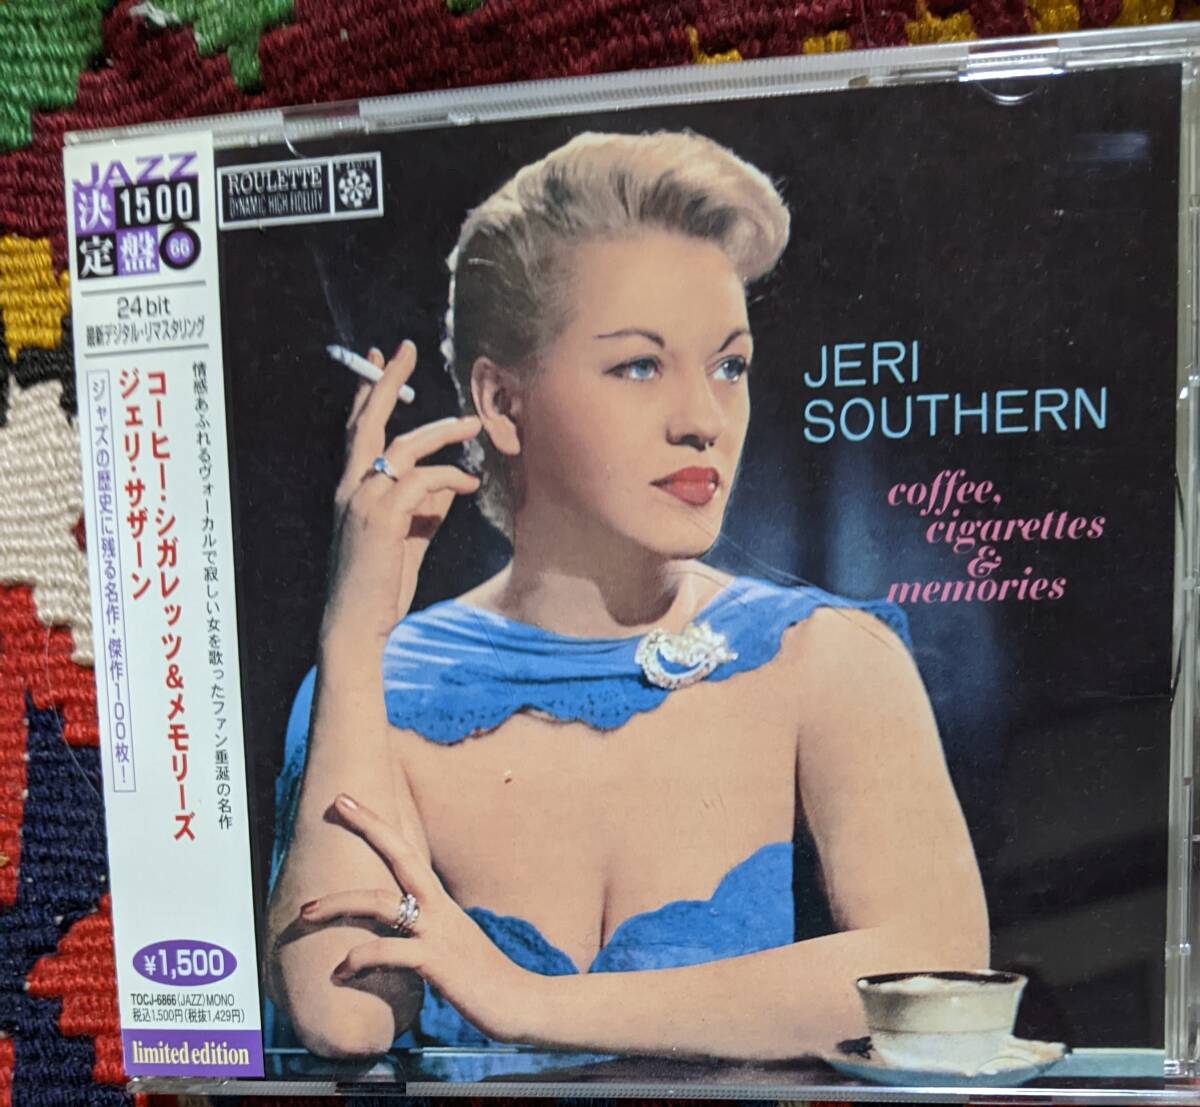 JAZZ
決定盤
1500
66
24bit
最新デジタル・リマスタリング
情感あふれるヴォーカルで寂しい女を歌ったファン垂涎の名作
コーヒー・シガレッツ&メモリーズ
ジェリ・サザーン
ジャズの歴史に残る名作・傑作100枚!
¥1,500
TOCJ-6866(JAZZ)MONO
税込1,500円(税抜1,429円)
limited edition
ROULETTE
DYNAMIC HIGH FIDELITY
JERI
SOUTHERN
coffee,
cigarettes
&
memories